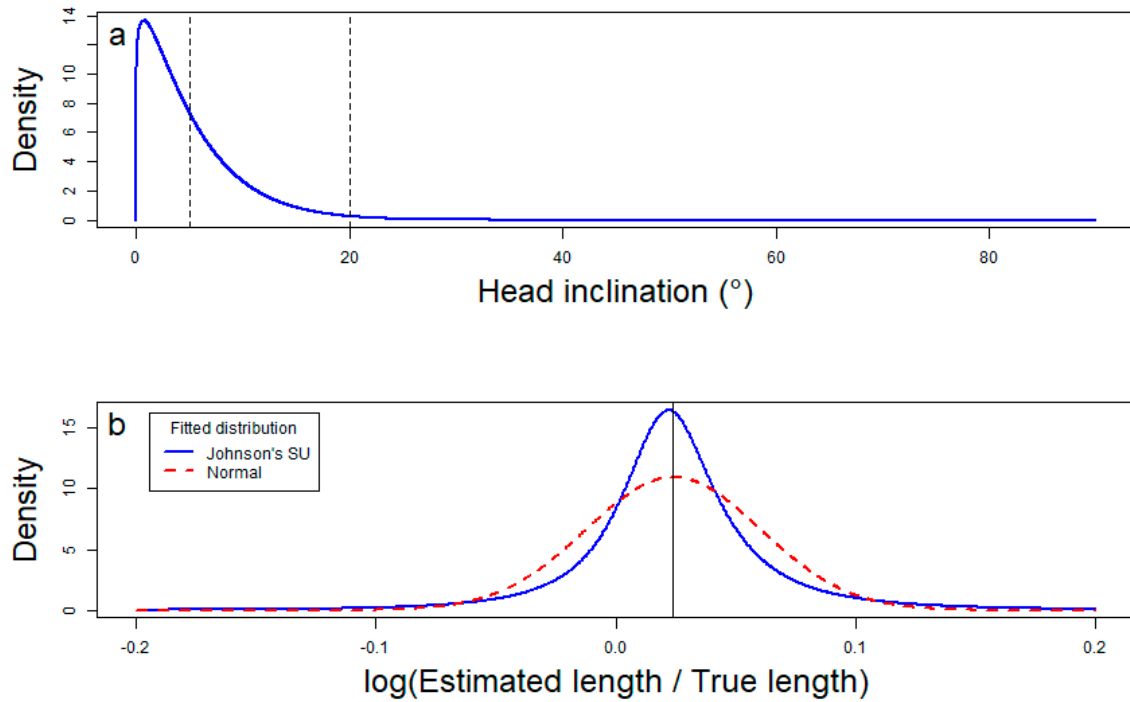 a
Density
14
10
8
6
4
2
0
0 20 40 60 80
Head inclination (°)
b
Fitted distribution
Johnson's SU
Normal
Density
15
10
5
0
-0.2 -0.1 0.0 0.1 0.2
log(Estimated length / True length)